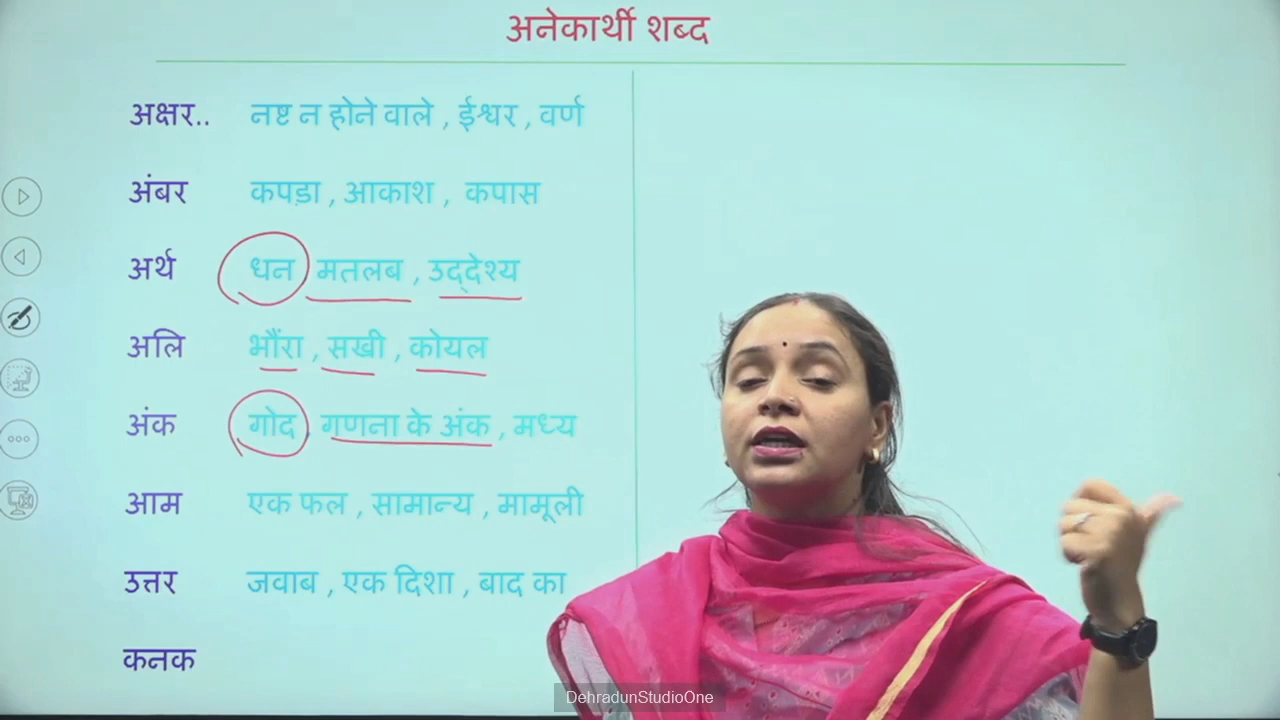 अनेकार्थी शब्द
अक्षर.. नष्ट न होने वाले , ईश्वर , वर्ण
अंबर कपड़ा , आकाश , कपास
अर्थ धन मतलब , उद्देश्य
अलि भौंरा , सखी , कोयल
अंक गोद , गणना के अंक , मध्य
आम एक फल , सामान्य , मामूली
उत्तर जवाब , एक दिशा , बाद का
कनक
DehradunStudioOne